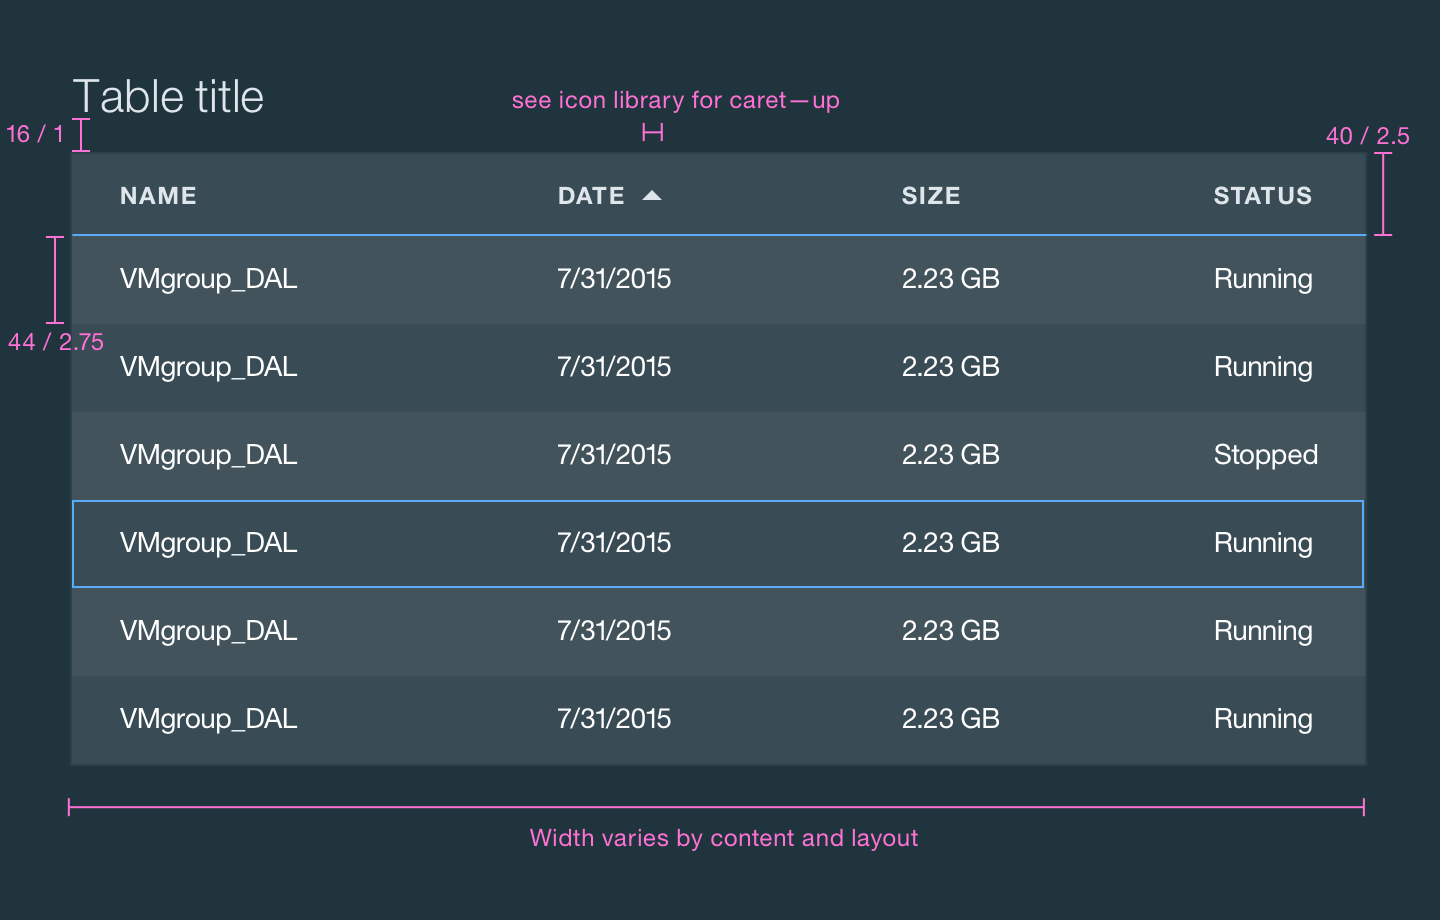 Table title
see icon library for caret—up
16 / 1
40 / 2.5
NAME DATE SIZE STATUS
VMgroup_DAL 7/31/2015 2.23 GB Running
44 / 2.75
VMgroup_DAL 7/31/2015 2.23 GB Running
VMgroup_DAL 7/31/2015 2.23 GB Stopped
VMgroup_DAL 7/31/2015 2.23 GB Running
VMgroup_DAL 7/31/2015 2.23 GB Running
VMgroup_DAL 7/31/2015 2.23 GB Running
Width varies by content and layout